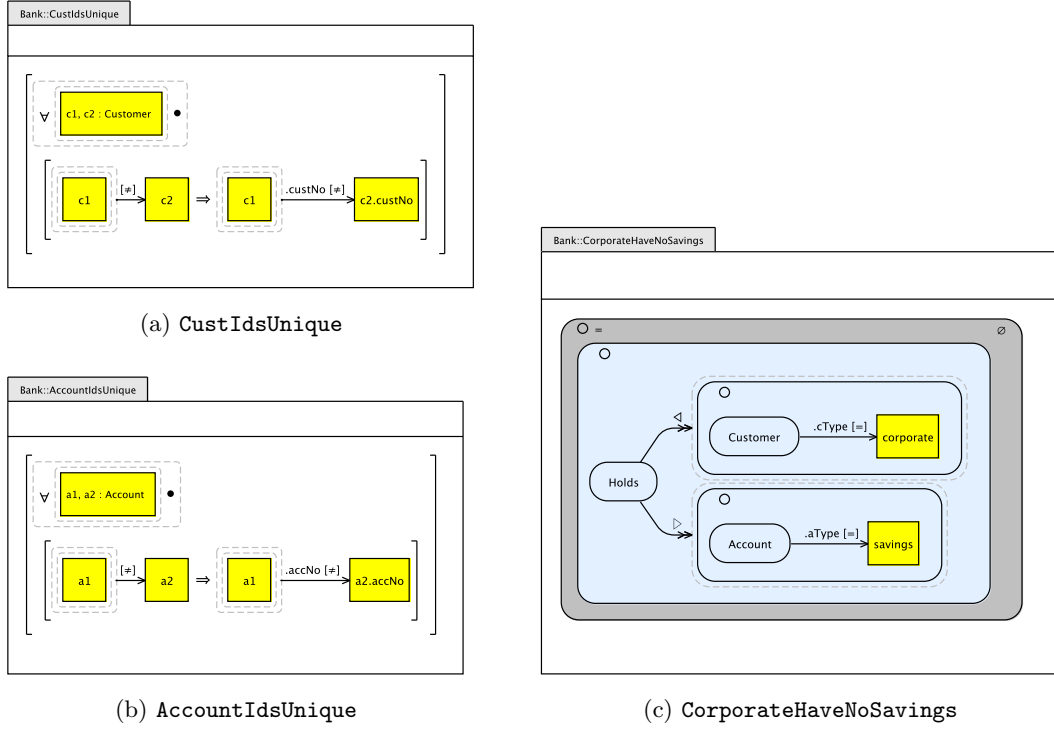 Bank::CustIdsUnique
∀ c1, c2 : Customer •
c1 [≠] c2 ⇒ c1 .custNo [≠] c2.custNo
(a) CustIdsUnique
Bank::AccountIdsUnique
∀ a1, a2 : Account •
a1 [≠] a2 ⇒ a1 .accNo [≠] a2.accNo
(b) AccountIdsUnique
Bank::CorporateHaveNoSavings
= ∅
Customer .cType [=] corporate
Holds
Account .aType [=] savings
(c) CorporateHaveNoSavings